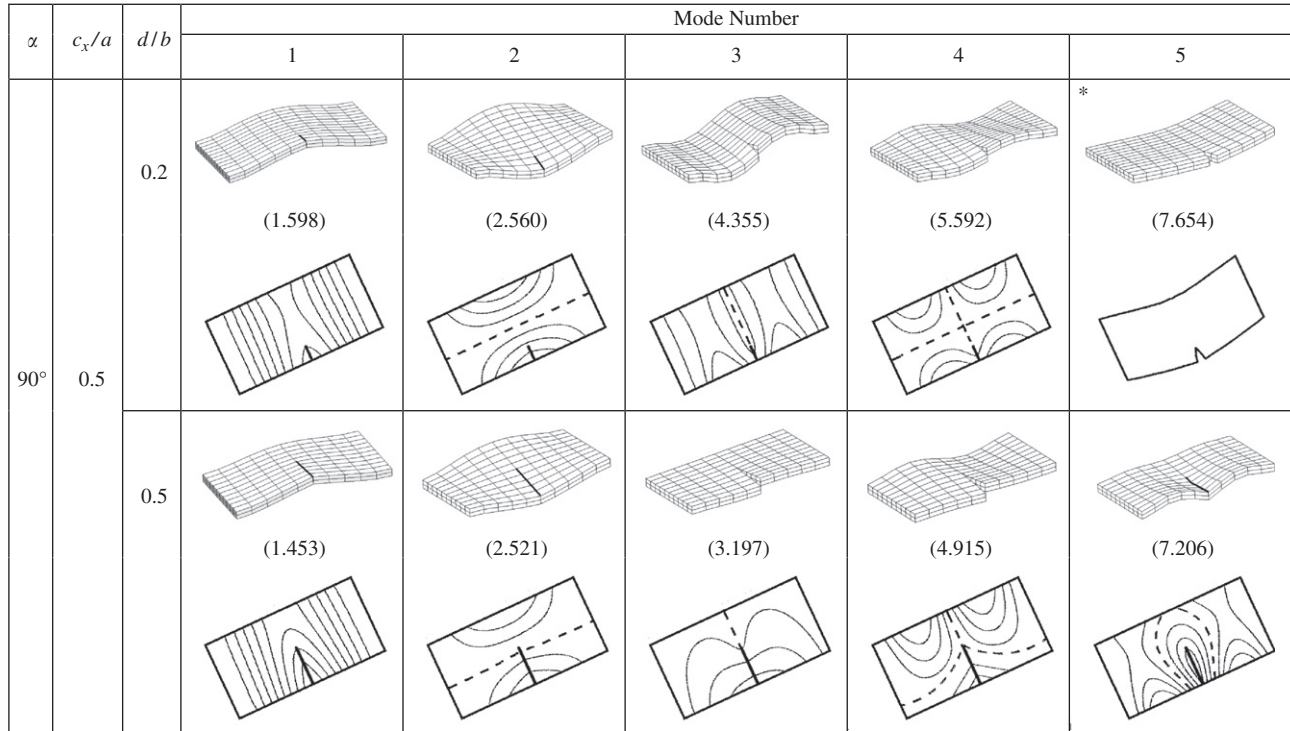 α
c_x/a
d/b
Mode Number
1 2 3 4 5
90°
0.5
0.2
*
(1.598) (2.560) (4.355) (5.592) (7.654)
0.5
(1.453) (2.521) (3.197) (4.915) (7.206)